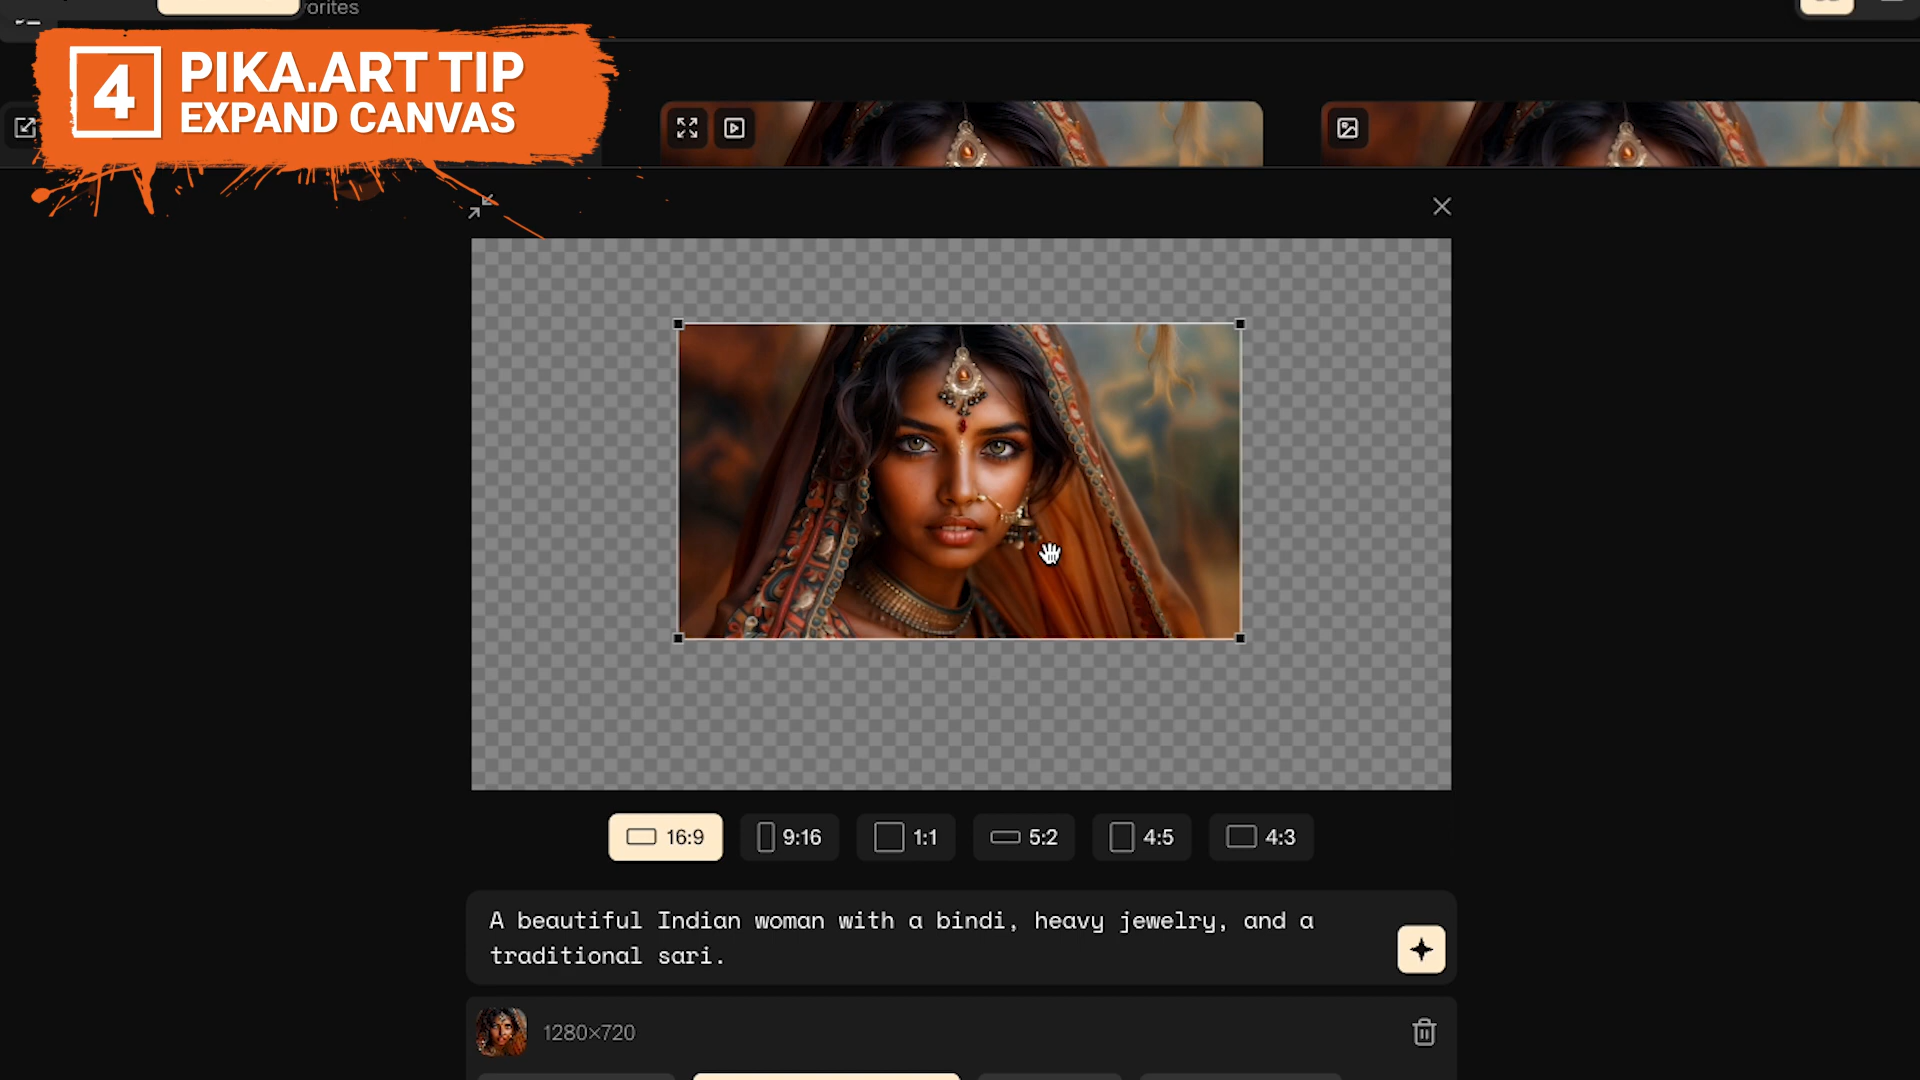 orites
4
PIKA.ART TIP
EXPAND CANVAS
16:9
9:16
1:1
5:2
4:5
4:3
A beautiful Indian woman with a bindi, heavy jewelry, and a
traditional sari.
1280×720